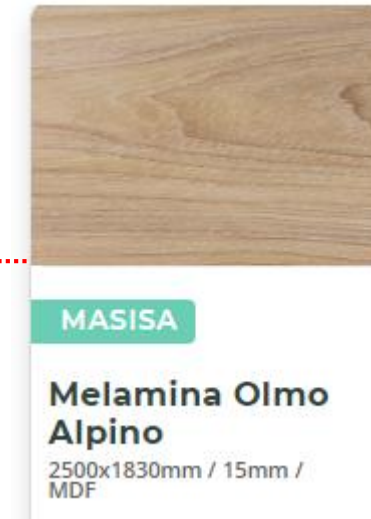 MASISA
Melamina Olmo
Alpino
2500x1830mm / 15mm /
MDF